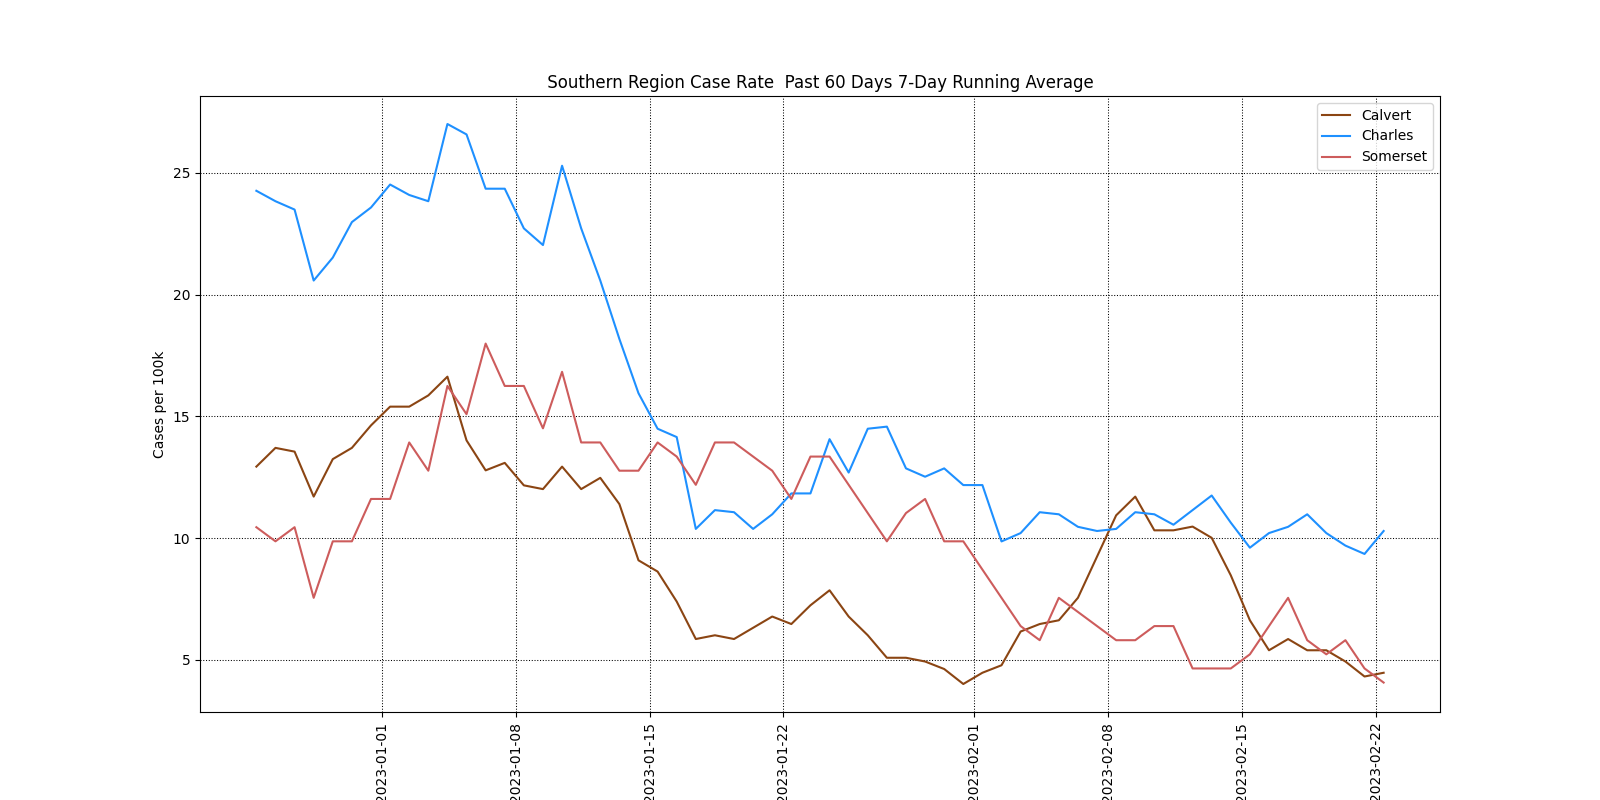 Southern Region Case Rate  Past 60 Days 7-Day Running Average
Calvert
Charles
Somerset
Cases per 100k
25
20
15
10
5
2023-01-01
2023-01-08
2023-01-15
2023-01-22
2023-02-01
2023-02-08
2023-02-15
2023-02-22